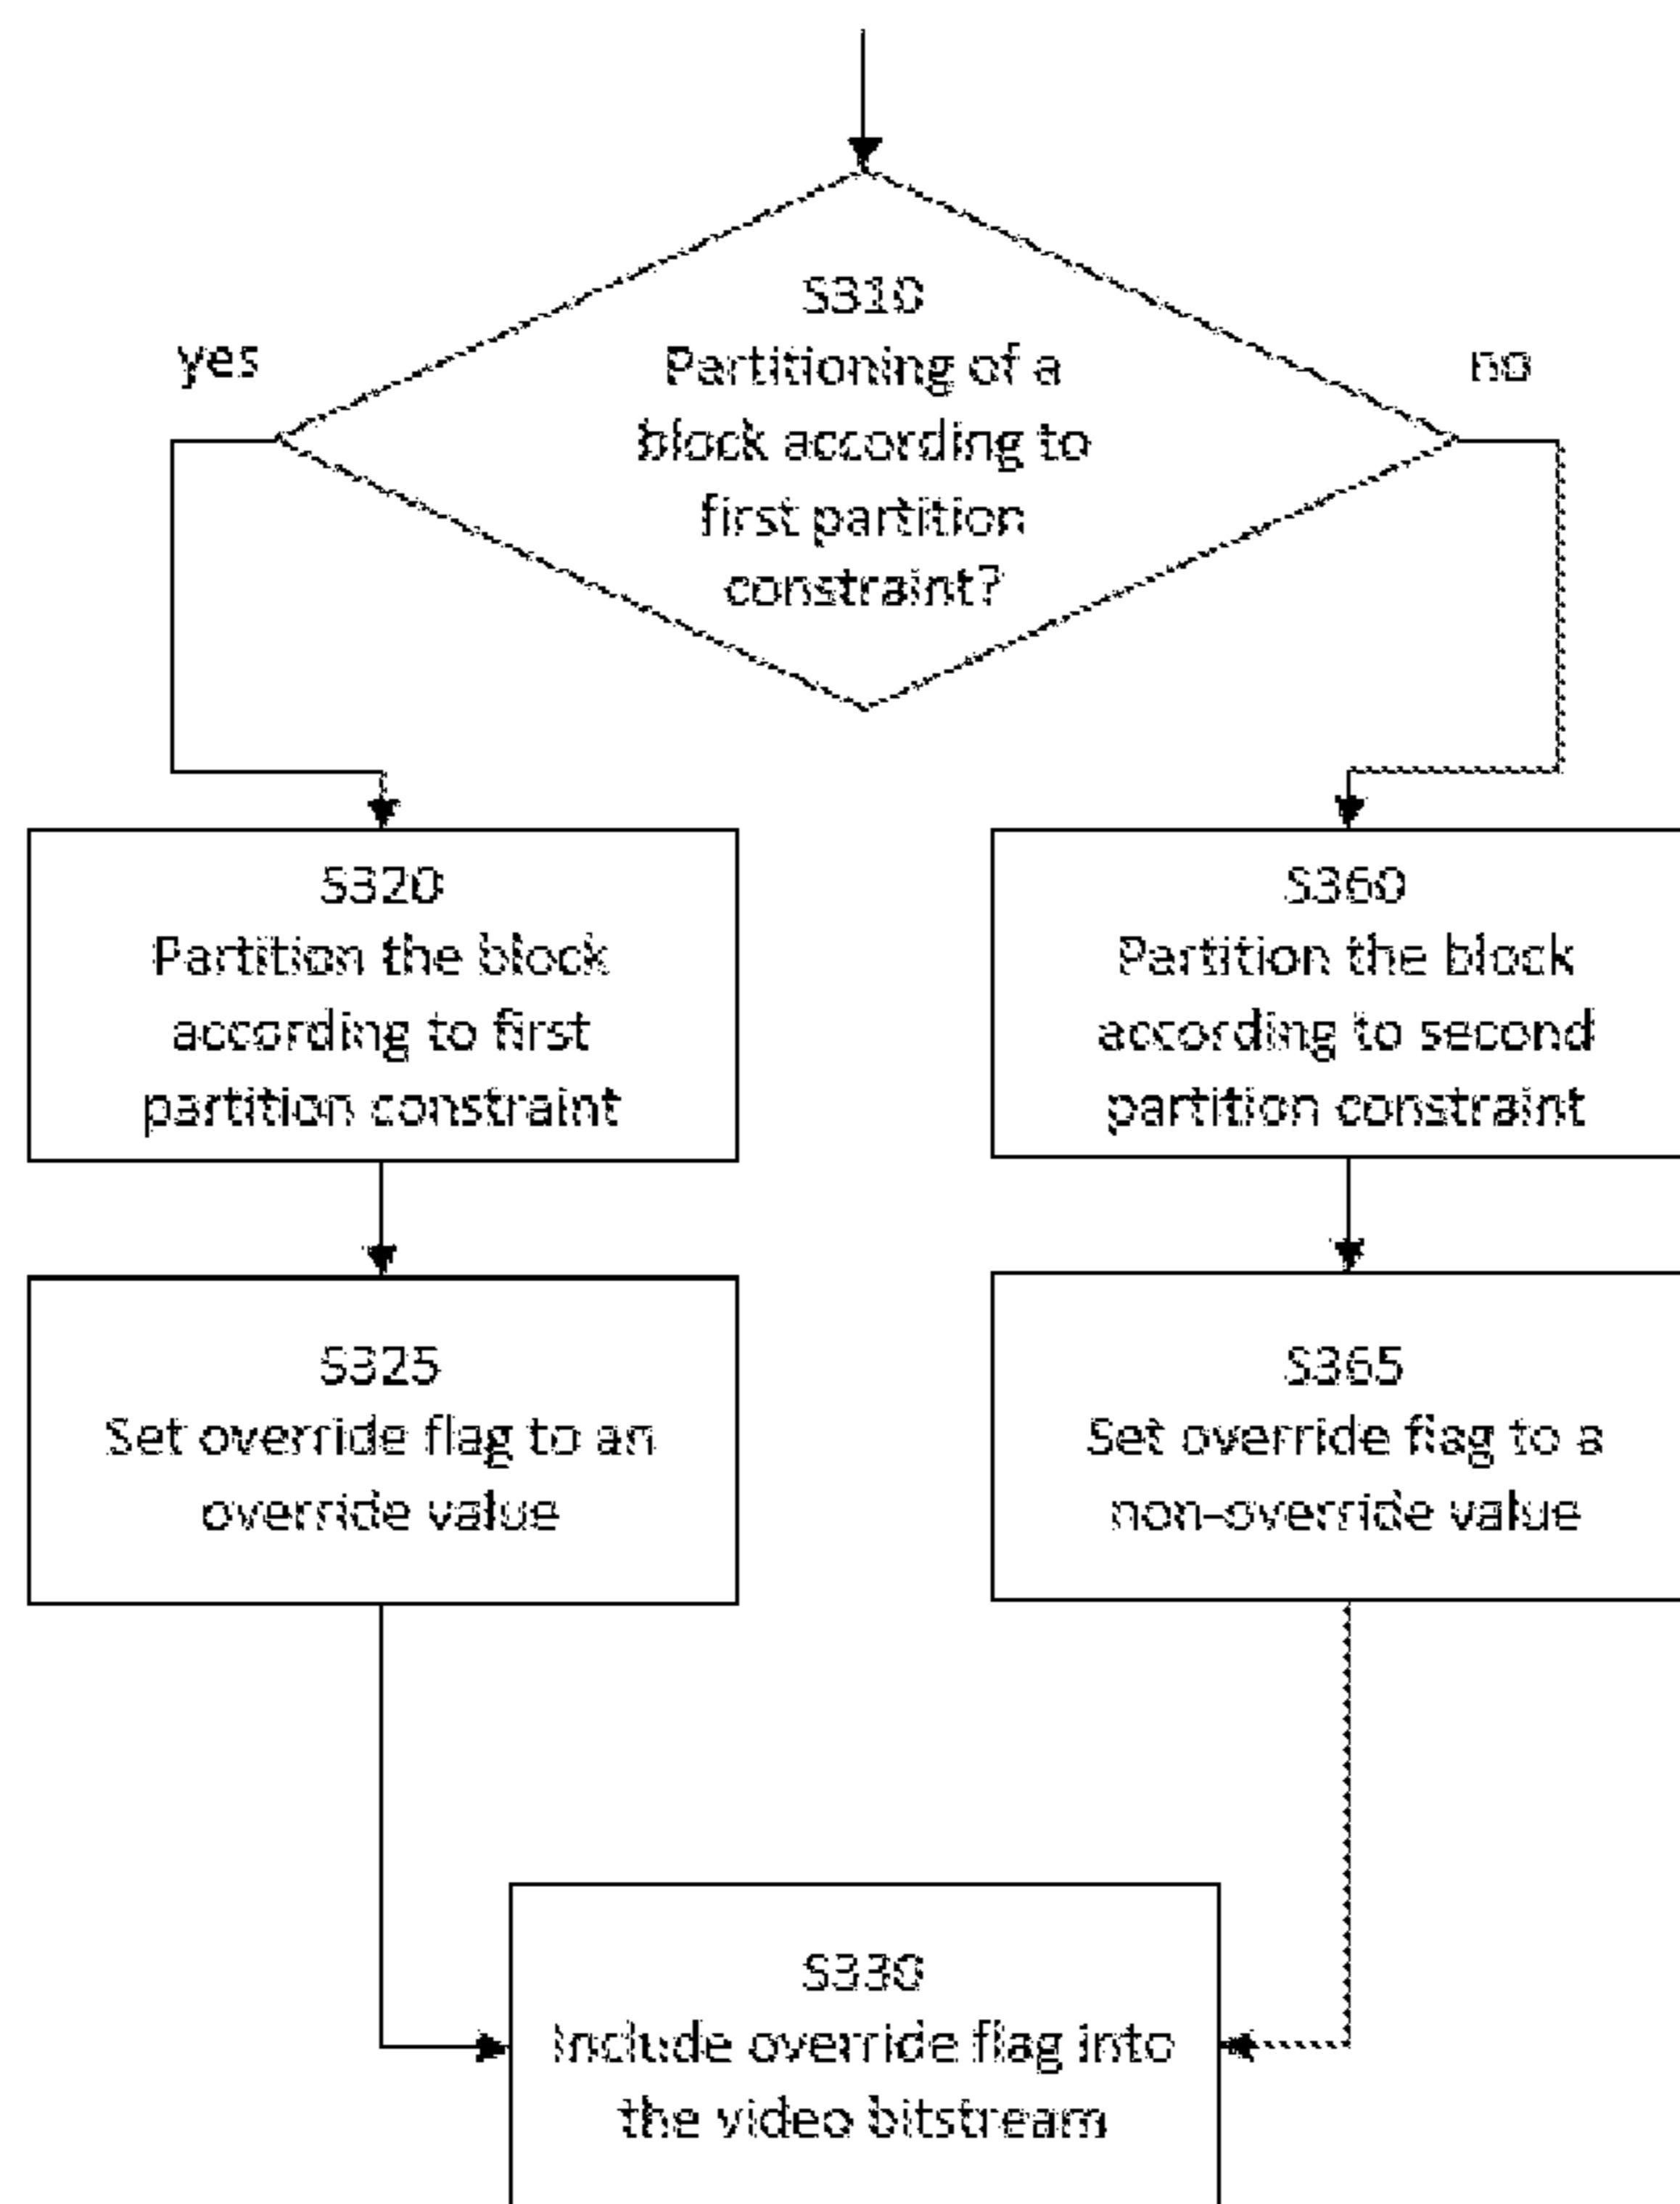 S310
Partitioning of a
block according to
first partition
constraint?
yes
no
S320
Partition the block
according to first
partition constraint
S360
Partition the block
according to second
partition constraint
S325
Set override flag to an
override value
S365
Set override flag to a
non-override value
S330
Include override flag into
the video bitstream